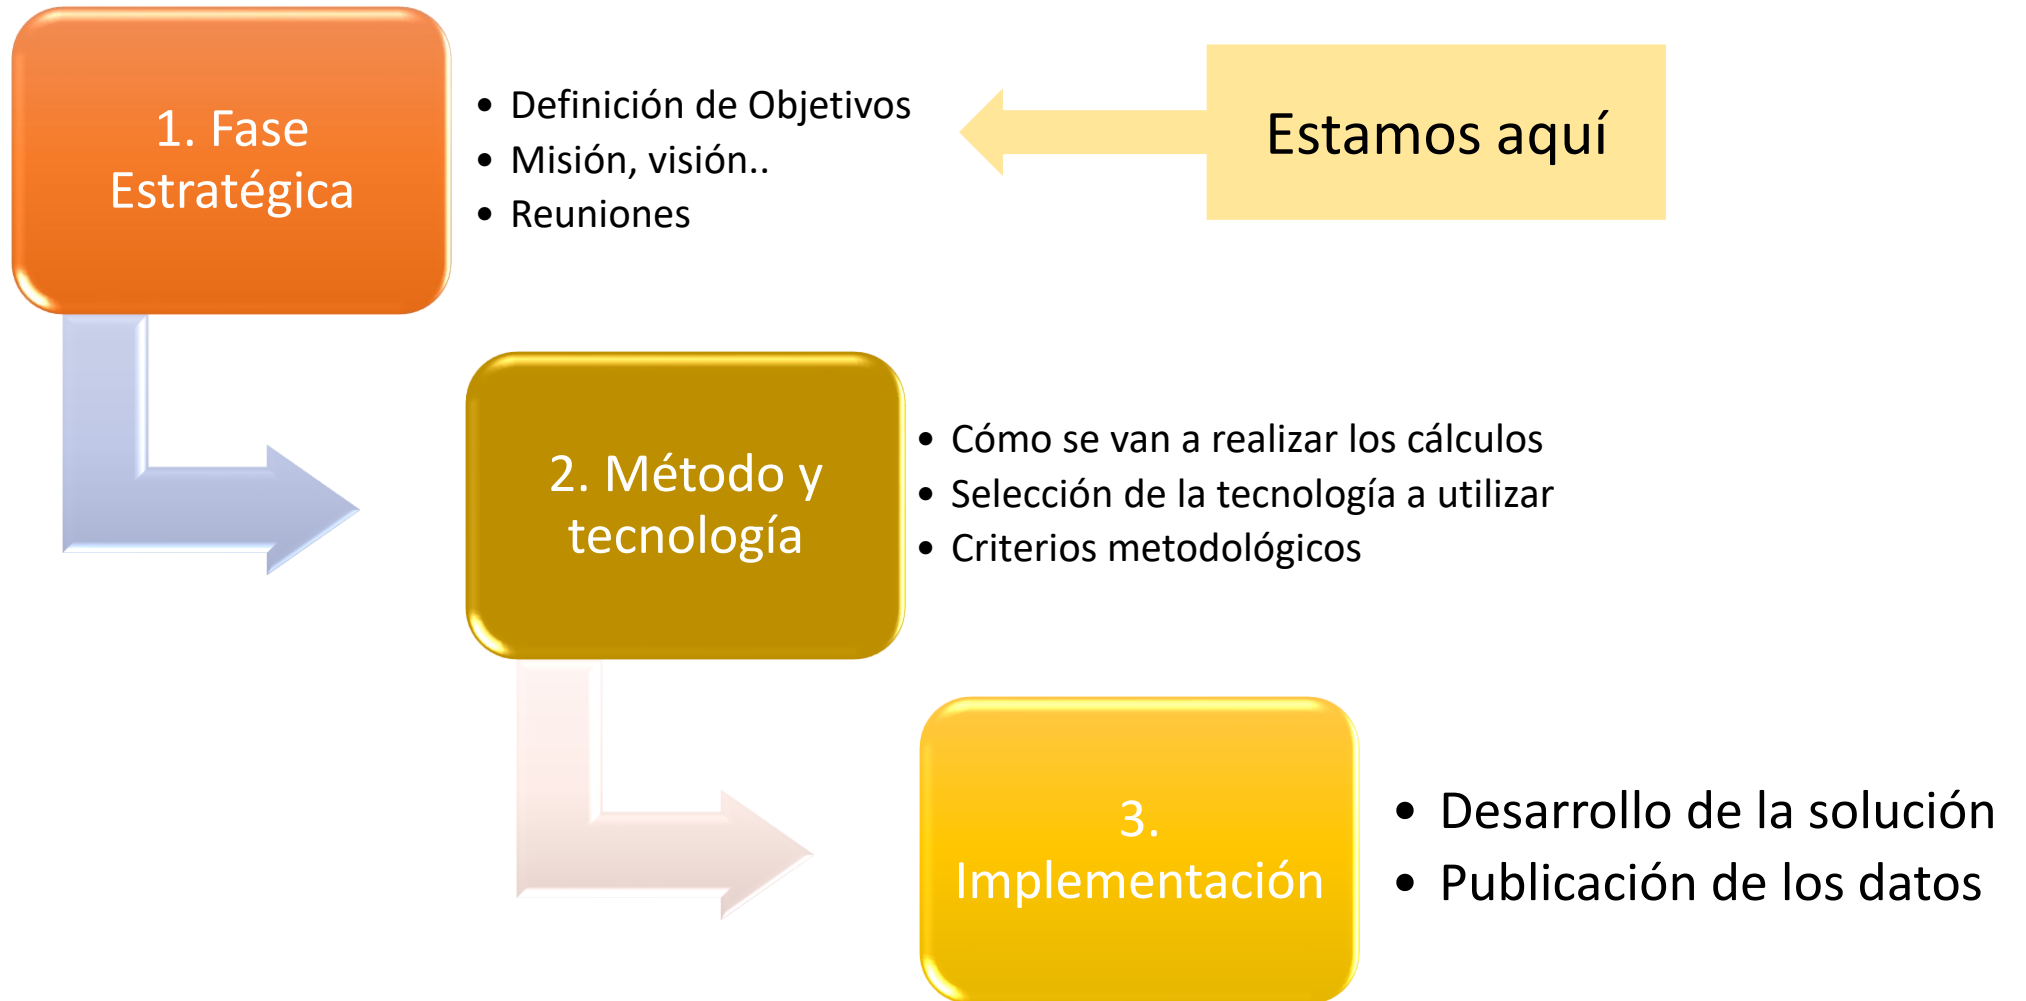 1. Fase
Estratégica
• Definición de Objetivos
• Misión, visión..
• Reuniones
Estamos aquí
2. Método y
tecnología
• Cómo se van a realizar los cálculos
• Selección de la tecnología a utilizar
• Criterios metodológicos
3.
Implementación
• Desarrollo de la solución
• Publicación de los datos